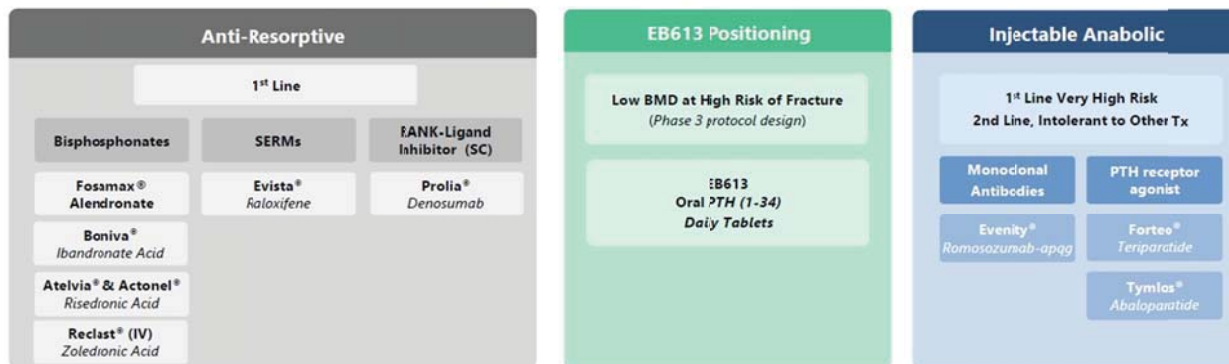 Anti-Resorptive
1st Line
Bisphosphonates
SERMs
RANK-Ligand
Inhibitor (SC)
Fosamax®
Alendronate
Evista®
Raloxifene
Prolia®
Denosumab
Boniva®
Ibandronate Acid
Atelvia® & Actonel®
Risedronic Acid
Reclast® (IV)
Zoledronic Acid
EB613 Positioning
Low BMD at High Risk of Fracture
(Phase 3 protocol design)
EB613
Oral PTH (1-34)
Daily Tablets
Injectable Anabolic
1st Line Very High Risk
2nd Line, Intolerant to Other Tx
Monoclonal
Antibodies
PTH receptor
agonist
Evenity®
Romosozumab-apqg
Forteo®
Teriparatide
Tymlos®
Abaloparatide